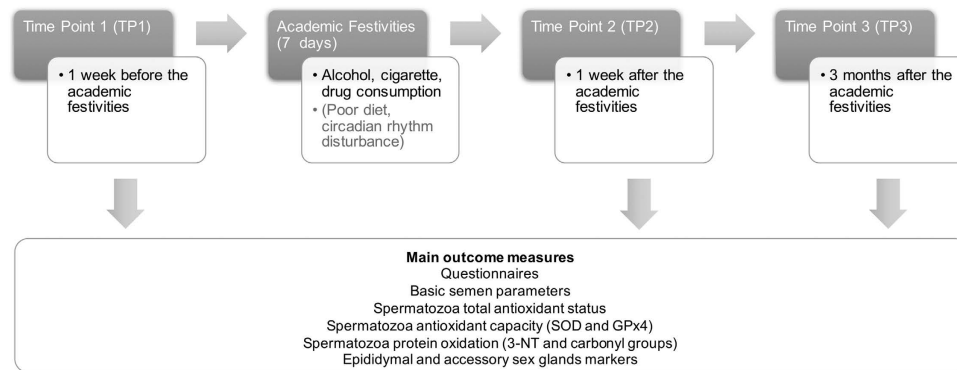 Time Point 1 (TP1)
• 1 week before the
academic
festivities
Academic Festivities
(7 days)
• Alcohol, cigarette,
drug consumption
• (Poor diet,
circadian rhythm
disturbance)
Time Point 2 (TP2)
• 1 week after the
academic
festivities
Time Point 3 (TP3)
• 3 months after the
academic
festivities
Main outcome measures
Questionnaires
Basic semen parameters
Spermatozoa total antioxidant status
Spermatozoa antioxidant capacity (SOD and GPx4)
Spermatozoa protein oxidation (3-NT and carbonyl groups)
Epididymal and accessory sex glands markers